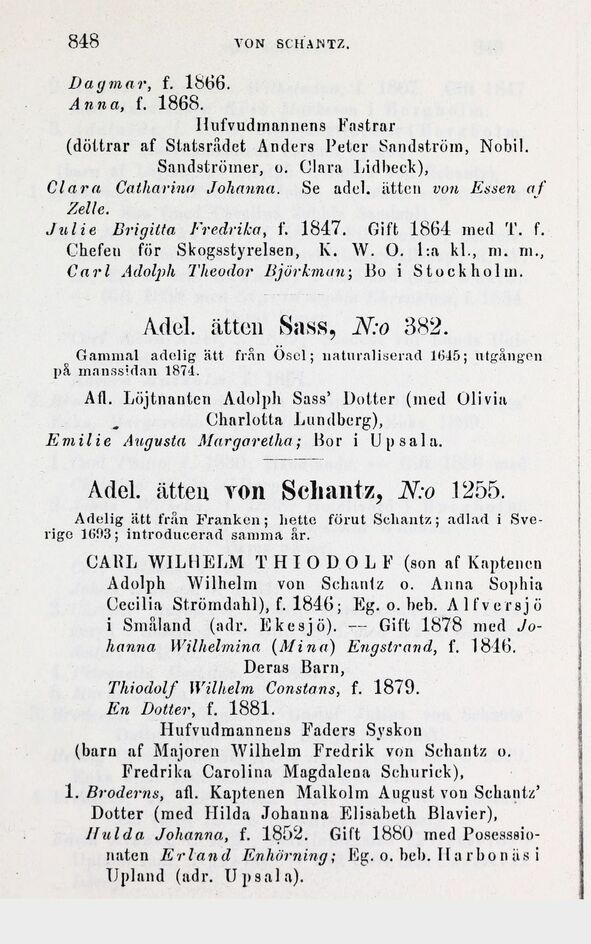 848 VON SCHANTZ.
Dagmar, f. 1866.
Anna, f. 1868.
Hufvudmannens Fastrar
(döttrar af Statsrådet Anders Peter Sandström, Nobil.
Sandströmer, o. Clara Lidbeck),
Clara Catharina Johanna. Se adel. ätten von Essen af
Zelle.
Julie Brigitta Fredrika, f. 1847. Gift 1864 med T. f.
Chefen för Skogsstyrelsen, K. W. O. 1:a kl., m. m.,
Carl Adolph Theodor Björkman; Bo i Stockholm.
Adel. ätten Sass, N:o 382.
Gammal adelig ätt från Ösel; naturaliserad 1645; utgången
på manssidan 1874.
Afl. Löjtnanten Adolph Sass' Dotter (med Olivia
Charlotta Lundberg),
Emilie Augusta Margaretha; Bor i Upsala.
Adel. ätten von Schantz, N:o 1255.
Adelig ätt från Franken; hette förut Schantz; adlad i Sve-
rige 1693; introducerad samma år.
CARL WILHELM THIODOLF (son af Kaptenen
Adolph Wilhelm von Schantz o. Anna Sophia
Cecilia Strömdahl), f. 1846; Eg. o. beb. Alfversjö
i Småland (adr. Ekesjö). — Gift 1878 med Jo-
hanna Wilhelmina (Mina) Engstrand, f. 1846.
Deras Barn,
Thiodolf Wilhelm Constans, f. 1879.
En Dotter, f. 1881.
Hufvudmannens Faders Syskon
(barn af Majoren Wilhelm Fredrik von Schantz o.
Fredrika Carolina Magdalena Schurick),
1. Broderns, afl. Kaptenen Malkolm August von Schantz'
Dotter (med Hilda Johanna Elisabeth Blavier),
Hulda Johanna, f. 1852. Gift 1880 med Posessio-
naten Erland Enhörning; Eg. o. beb. Harbonäs i
Upland (adr. Upsala).